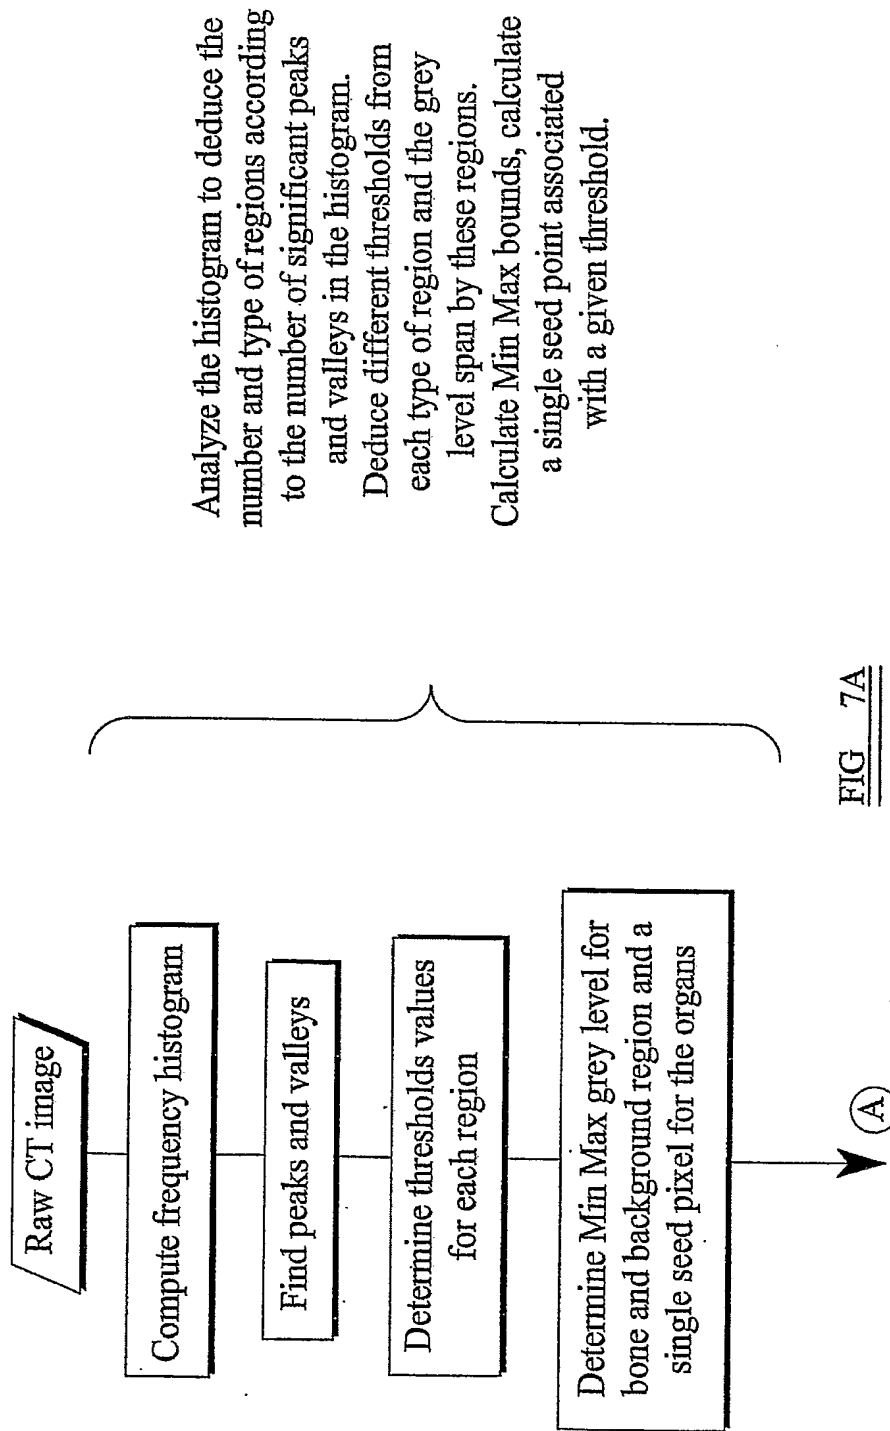 Raw CT image
Compute frequency histogram
Find peaks and valleys
Determine thresholds values
for each region
Determine Min Max grey level for
bone and background region and a
single seed pixel for the organs
A
Analyze the histogram to deduce the
number and type of regions according
to the number of significant peaks
and valleys in the histogram.
Deduce different thresholds from
each type of region and the grey
level span by these regions.
Calculate Min Max bounds, calculate
a single seed point associated
with a given threshold.
FIG 7A